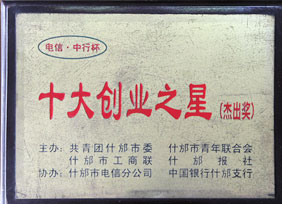 电信·中行杯
十大创业之星(杰出奖)
主办：共青团什邡市委 什邡市青年联合会
什邡市工商联 什邡报社
协办：什邡市电信分公司 中国银行什邡支行